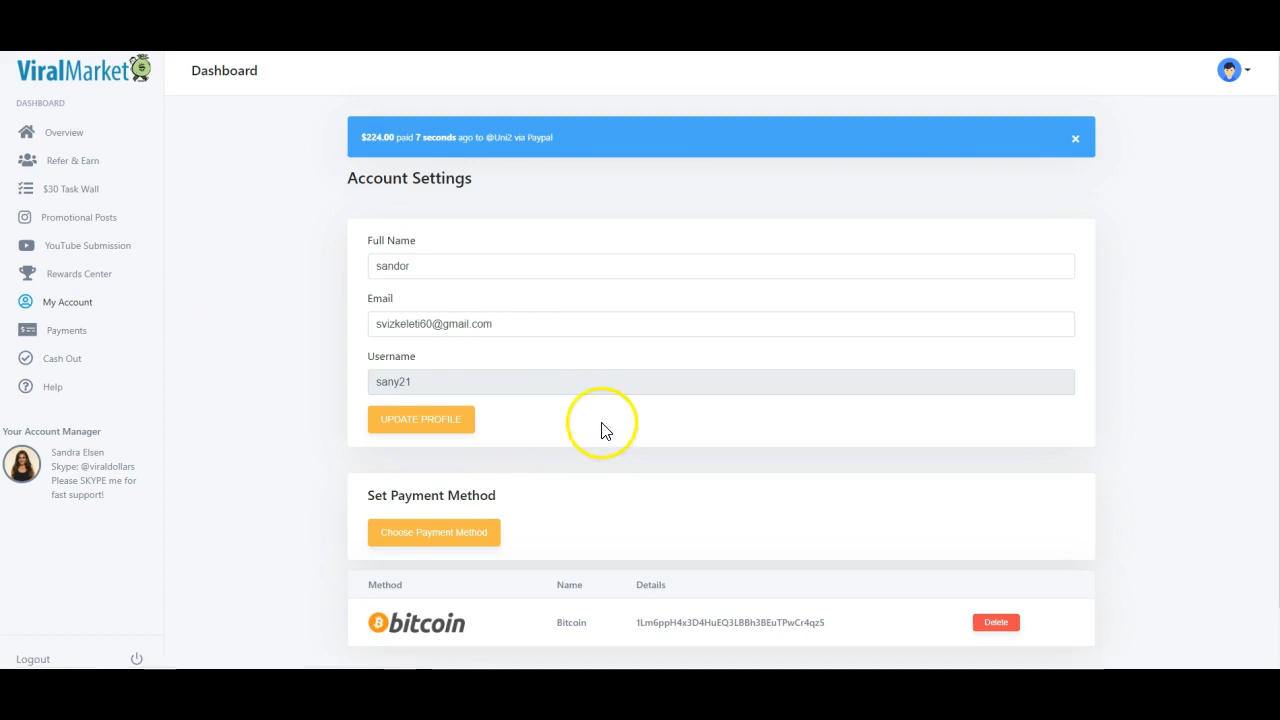 ViralMarket
Dashboard
DASHBOARD
Overview
Refer & Earn
$30 Task Wall
Promotional Posts
YouTube Submission
Rewards Center
My Account
Payments
Cash Out
Help
Your Account Manager
Sandra Elsen
Skype: @viraldollars
Please SKYPE me for
fast support!
Logout
$224.00 paid 7 seconds ago to @Uni2 via Paypal
×
Account Settings
Full Name
sandor
Email
svizkeleti60@gmail.com
Username
sany21
UPDATE PROFILE
Set Payment Method
Choose Payment Method
Method Name Details
bitcoin Bitcoin 1Lm6ppH4x3D4HuEQ3LBBh3BEuTPwCr4qz5 Delete